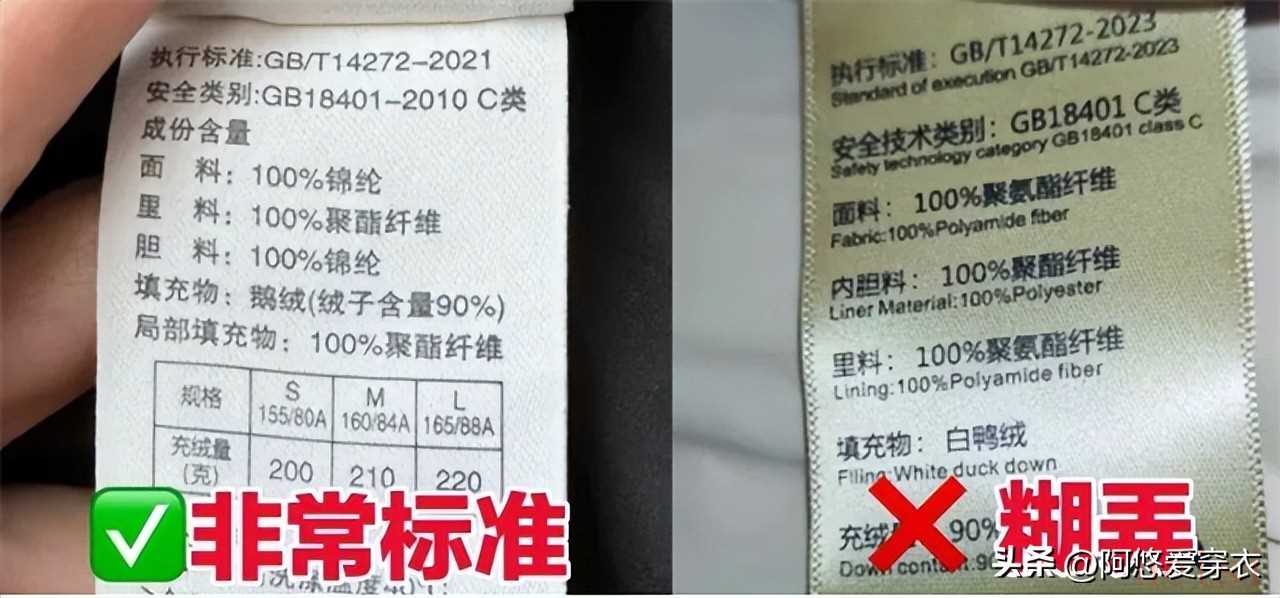 执行标准:GB/T14272-2021
安全类别:GB18401-2010 C类
成份含量
面 料：100%锦纶
里 料：100%聚酯纤维
胆 料：100%锦纶
填充物：鹅绒(绒子含量90%)
局部填充物：100%聚酯纤维
规格 S 155/80A M 160/84A L 165/88A
充绒量(克) 200 210 220
非常标准
执行标准：GB/T14272-2023
Standard of execution GB/T14272-2023
安全技术类别：GB18401 C类
Safety technology category GB18401 class C
面料：100%聚氨酯纤维
Fabric:100%Polyamide fiber
内胆料：100%聚酯纤维
Liner Material:100%Polyester
里料：100%聚氨酯纤维
Lining:100%Polyamide fiber
填充物：白鸭绒
Filling:White duck down
充绒 90%
Down content:90
糊弄
头条 @阿悠爱穿衣